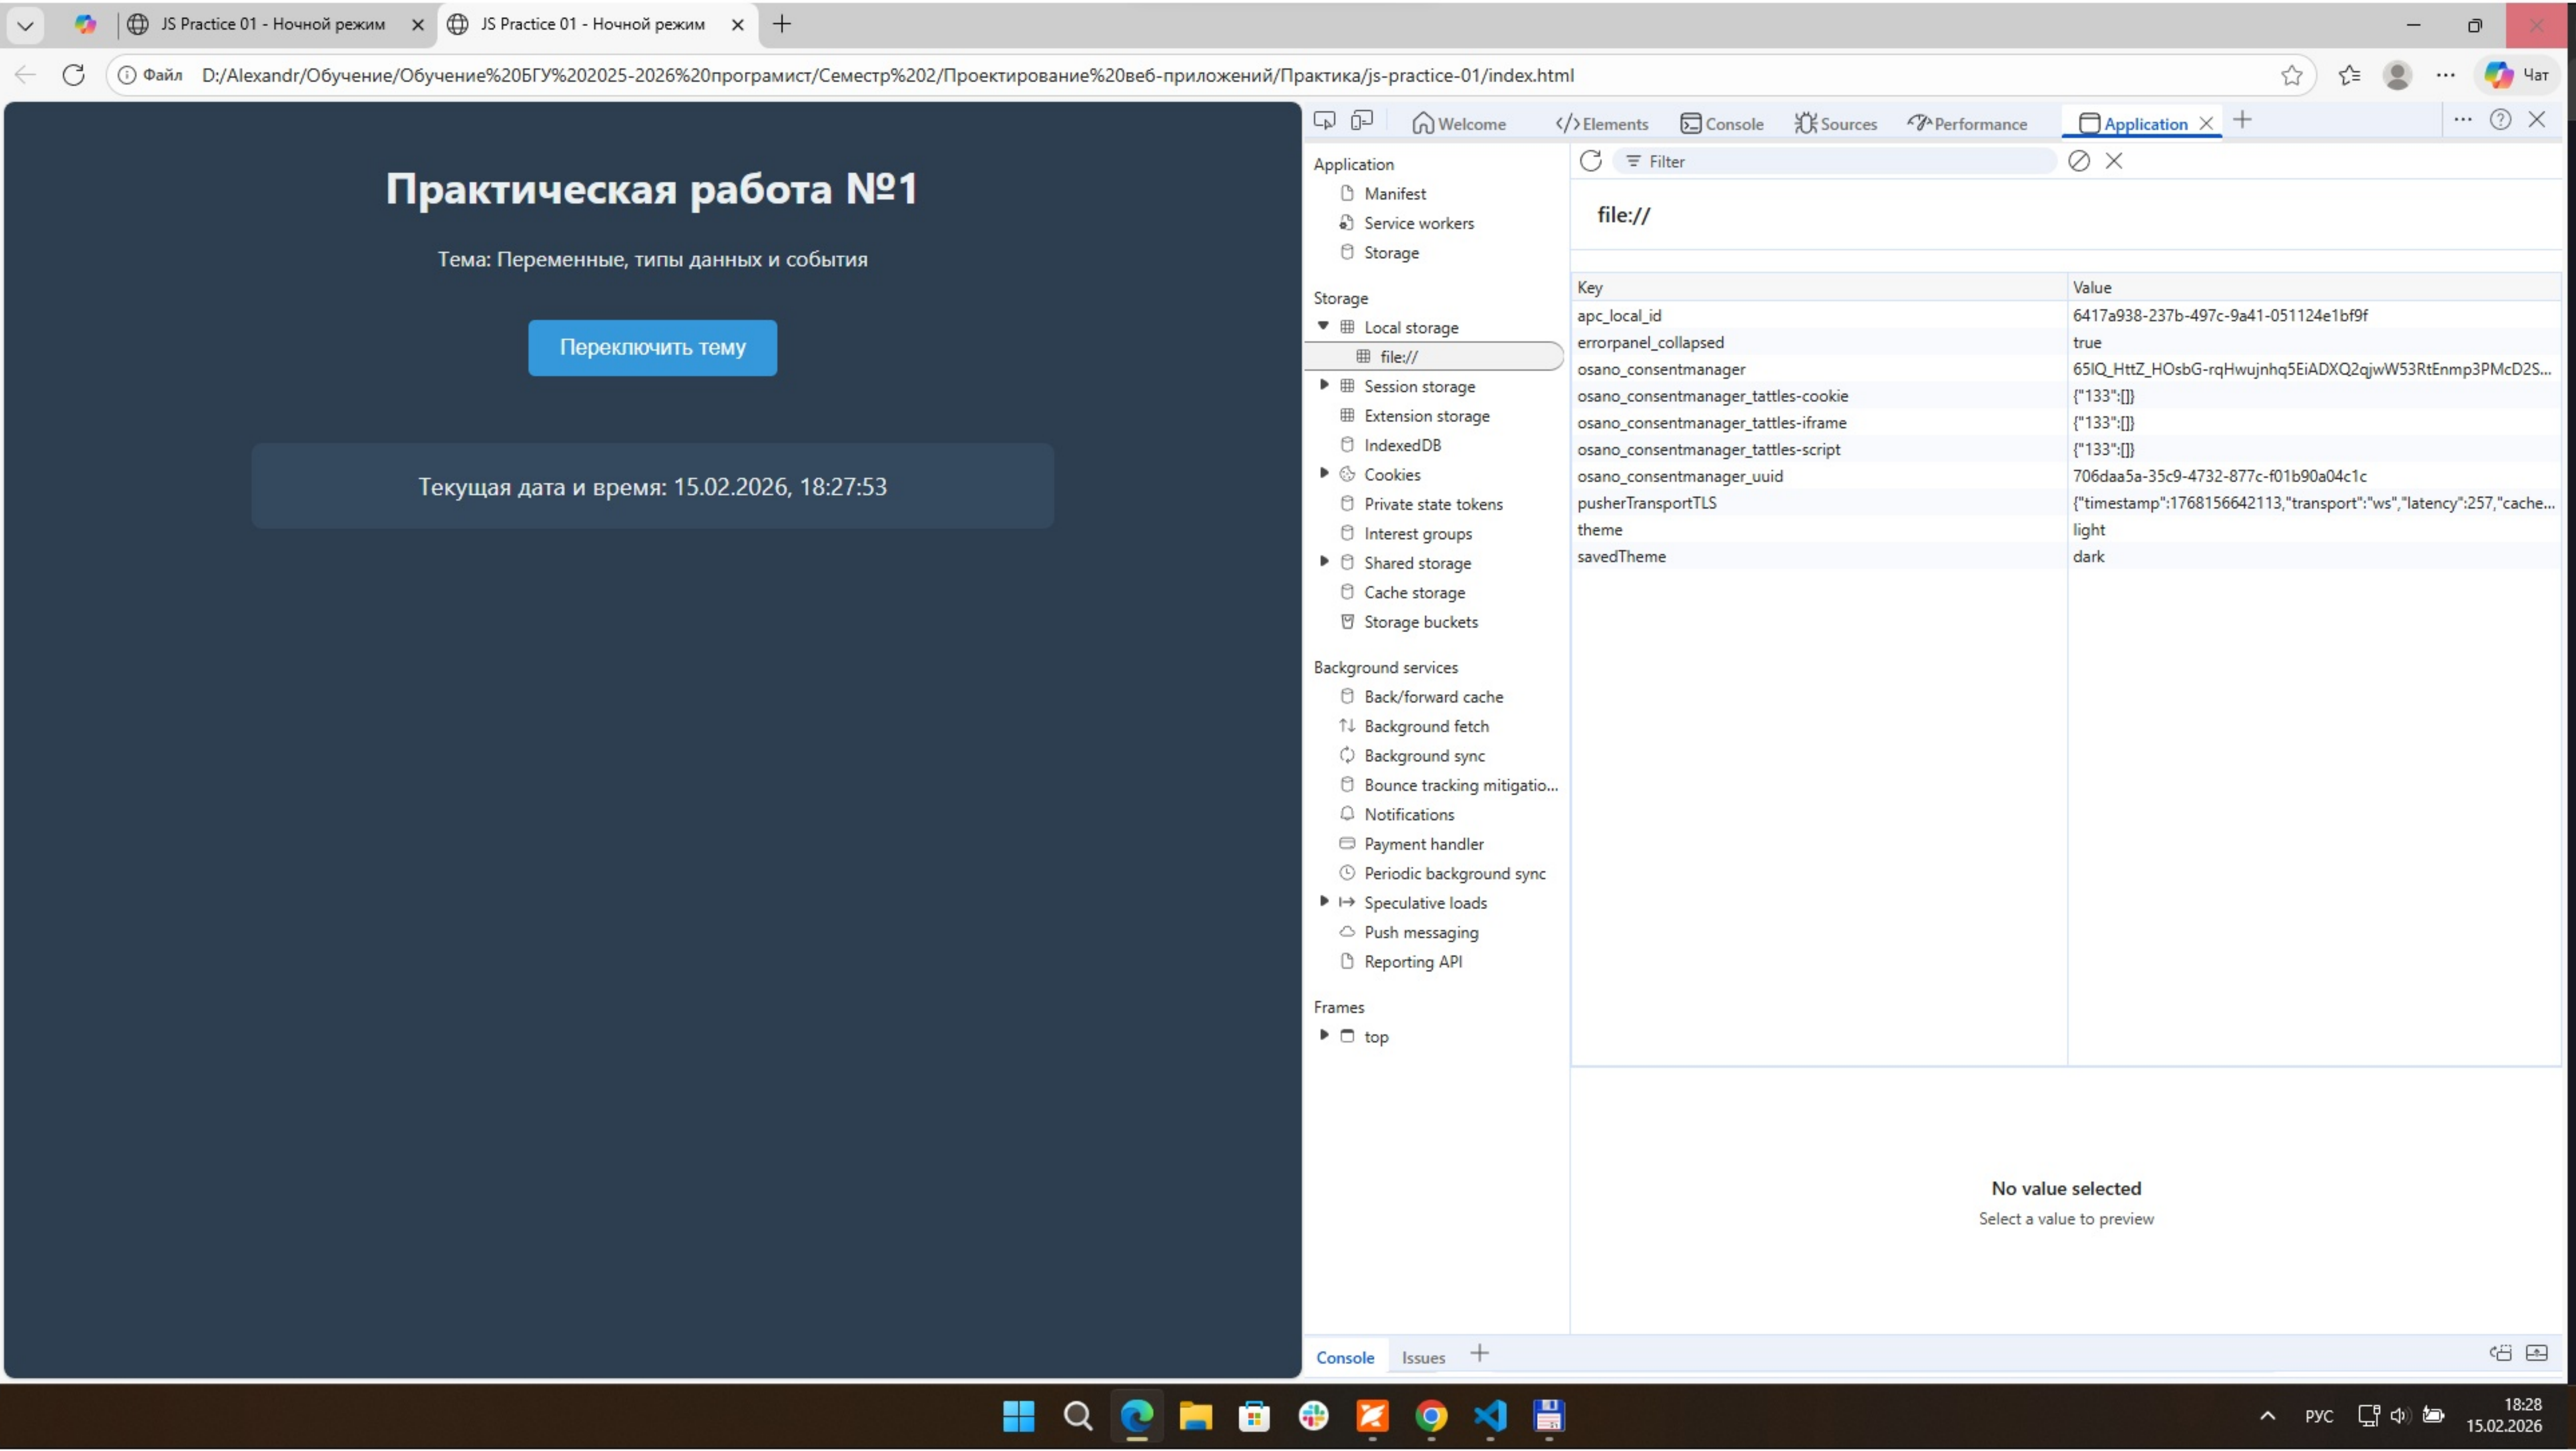 JS Practice 01 - Ночной режим
JS Practice 01 - Ночной режим
Файл
D:/Alexandr/Обучение/Обучение%20БГУ%202025-2026%20програмист/Семестр%202/Проектирование%20веб-приложений/Практика/js-practice-01/index.html
Чат
Практическая работа №1
Тема: Переменные, типы данных и события
Переключить тему
Текущая дата и время: 15.02.2026, 18:27:53
Welcome
Elements
Console
Sources
Performance
Application
Application
Manifest
Service workers
Storage
Storage
Local storage
file://
Session storage
Extension storage
IndexedDB
Cookies
Private state tokens
Interest groups
Shared storage
Cache storage
Storage buckets
Background services
Back/forward cache
Background fetch
Background sync
Bounce tracking mitigatio...
Notifications
Payment handler
Periodic background sync
Speculative loads
Push messaging
Reporting API
Frames
top
Filter
file://
Key Value
apc_local_id 6417a938-237b-497c-9a41-051124e1bf9f
errorpanel_collapsed true
osano_consentmanager 65lQ_HttZ_HOsbG-rqHwujnhq5EiADXQ2qjwW53RtEnmp3PMcD2S...
osano_consentmanager_tattles-cookie {"133":[]}
osano_consentmanager_tattles-iframe {"133":[]}
osano_consentmanager_tattles-script {"133":[]}
osano_consentmanager_uuid 706daa5a-35c9-4732-877c-f01b90a04c1c
pusherTransportTLS {"timestamp":1768156642113,"transport":"ws","latency":257,"cache...
theme light
savedTheme dark
No value selected
Select a value to preview
Console
Issues
РУС
18:28
15.02.2026